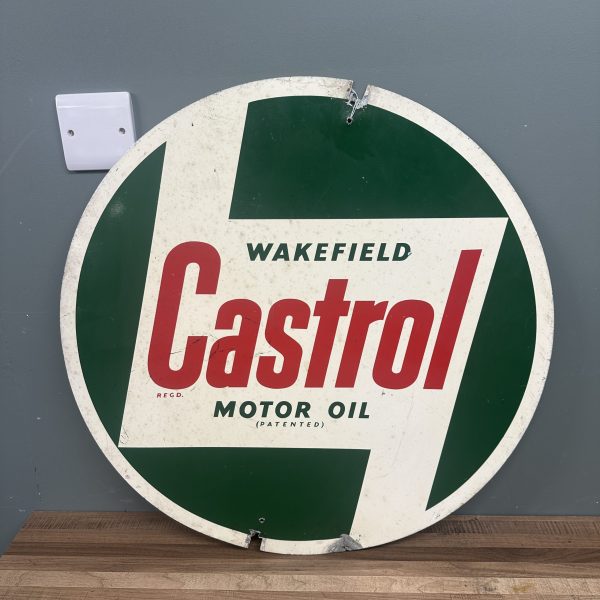 WAKEFIELD
Castrol
REGD.
MOTOR OIL
(PATENTED)